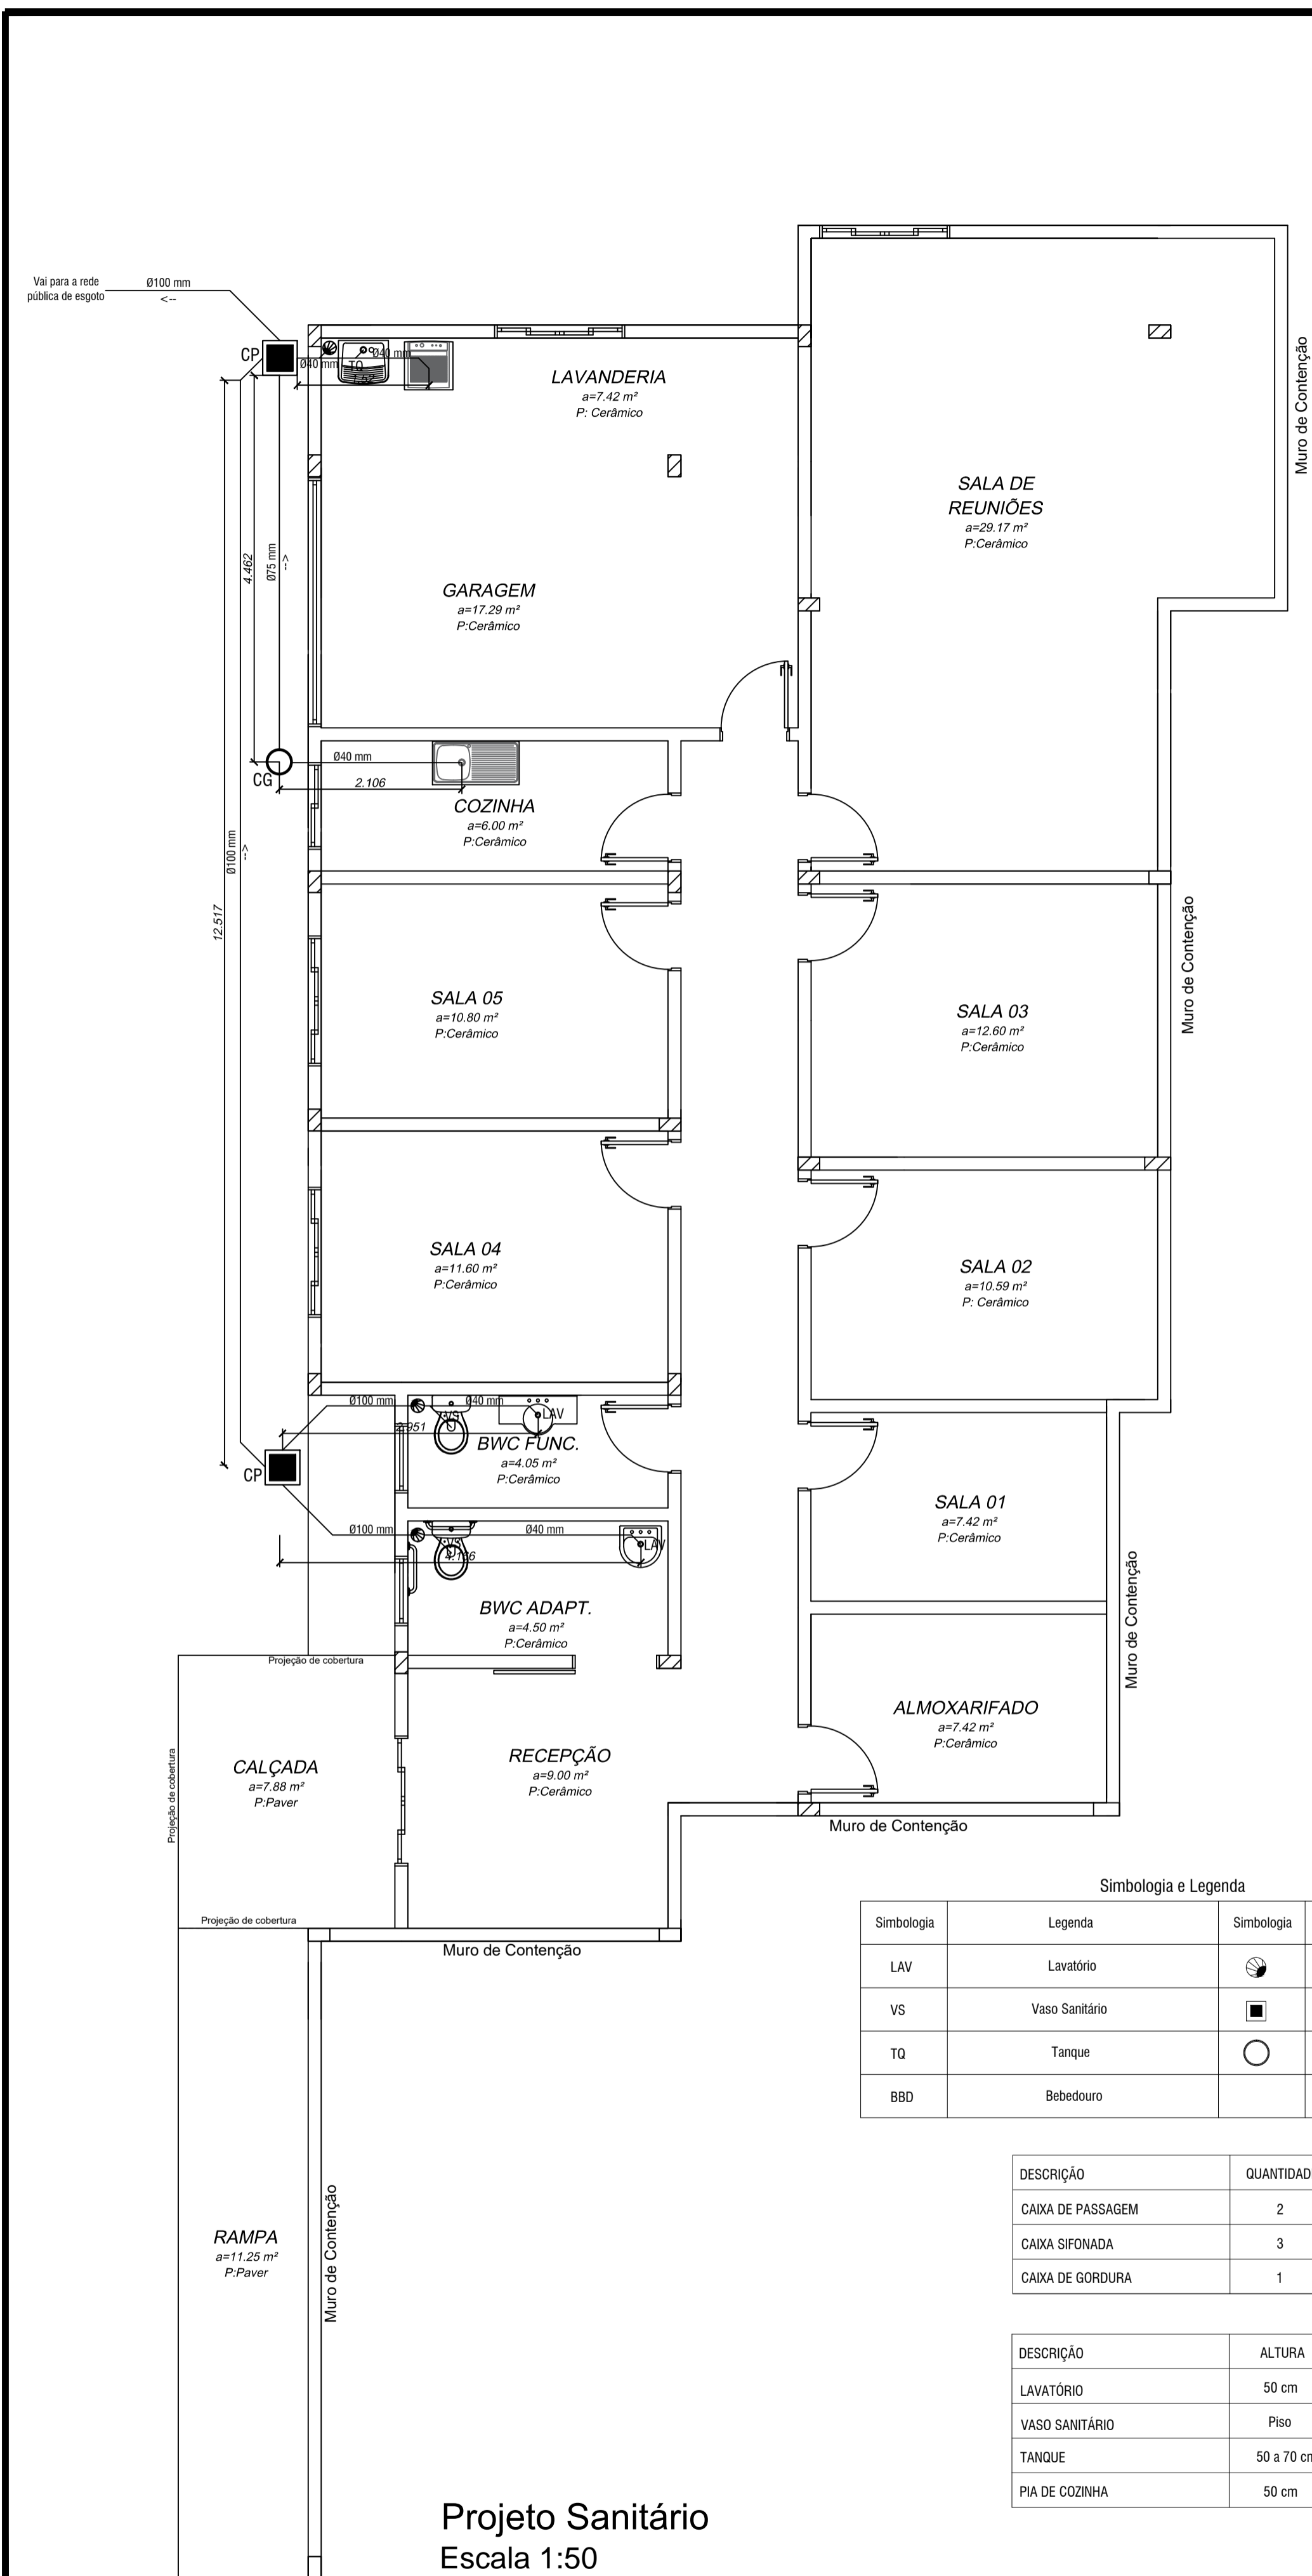 Vai para a rede
pública de esgoto
Ø100 mm
<--
CP
Ø40 mm
Ø40 mm
TQ
1.52
LAVANDERIA
a=7.42 m²
P: Cerâmico
Muro de Contenção
SALA DE
REUNIÕES
a=29.17 m²
P:Cerâmico
4.462
Ø75 mm
-->
GARAGEM
a=17.29 m²
P:Cerâmico
CG
Ø40 mm
2.106
COZINHA
a=6.00 m²
P:Cerâmico
Ø100 mm
-->
12.517
SALA 05
a=10.80 m²
P:Cerâmico
SALA 03
a=12.60 m²
P:Cerâmico
Muro de Contenção
SALA 04
a=11.60 m²
P:Cerâmico
SALA 02
a=10.59 m²
P: Cerâmico
Ø100 mm
Ø40 mm
VS
LAV
2.951
BWC FUNC.
a=4.05 m²
P:Cerâmico
CP
SALA 01
a=7.42 m²
P:Cerâmico
Ø100 mm
Ø40 mm
VS
LAV
BWC ADAPT.
a=4.50 m²
P:Cerâmico
Muro de Contenção
Projeção de cobertura
ALMOXARIFADO
a=7.42 m²
P:Cerâmico
Projeção de cobertura
CALÇADA
a=7.88 m²
P:Paver
RECEPÇÃO
a=9.00 m²
P:Cerâmico
Muro de Contenção
Projeção de cobertura
Muro de Contenção
Simbologia e Legenda
Simbologia Legenda Simbologia
LAV Lavatório
VS Vaso Sanitário
TQ Tanque
BBD Bebedouro
DESCRIÇÃO QUANTIDAD
CAIXA DE PASSAGEM 2
CAIXA SIFONADA 3
CAIXA DE GORDURA 1
RAMPA
a=11.25 m²
P:Paver
Muro de Contenção
DESCRIÇÃO ALTURA
LAVATÓRIO 50 cm
VASO SANITÁRIO Piso
TANQUE 50 a 70 cm
PIA DE COZINHA 50 cm
Projeto Sanitário
Escala 1:50